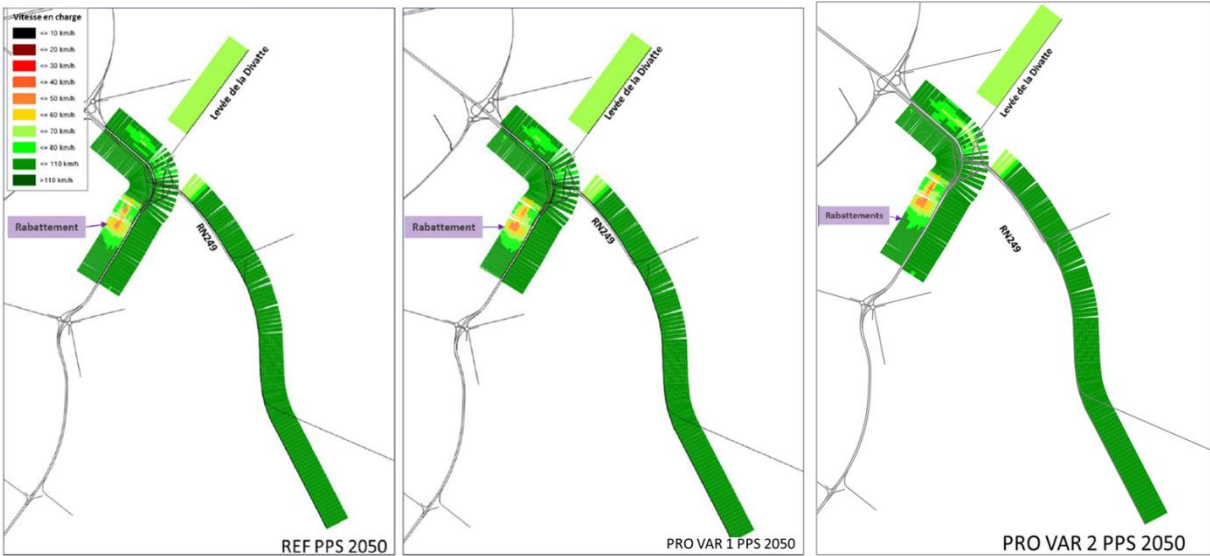 Vitesse en charge
<= 10 km/h
<= 20 km/h
<= 30 km/h
<= 40 km/h
<= 50 km/h
<= 60 km/h
<= 70 km/h
<= 80 km/h
<= 110 km/h
>110 km/h
Levée de la Divatte
Rabattement
RN249
REF PPS 2050
Levée de la Divatte
Rabattement
RN249
PRO VAR 1 PPS 2050
Levée de la Divatte
Rabattements
RN249
PRO VAR 2 PPS 2050